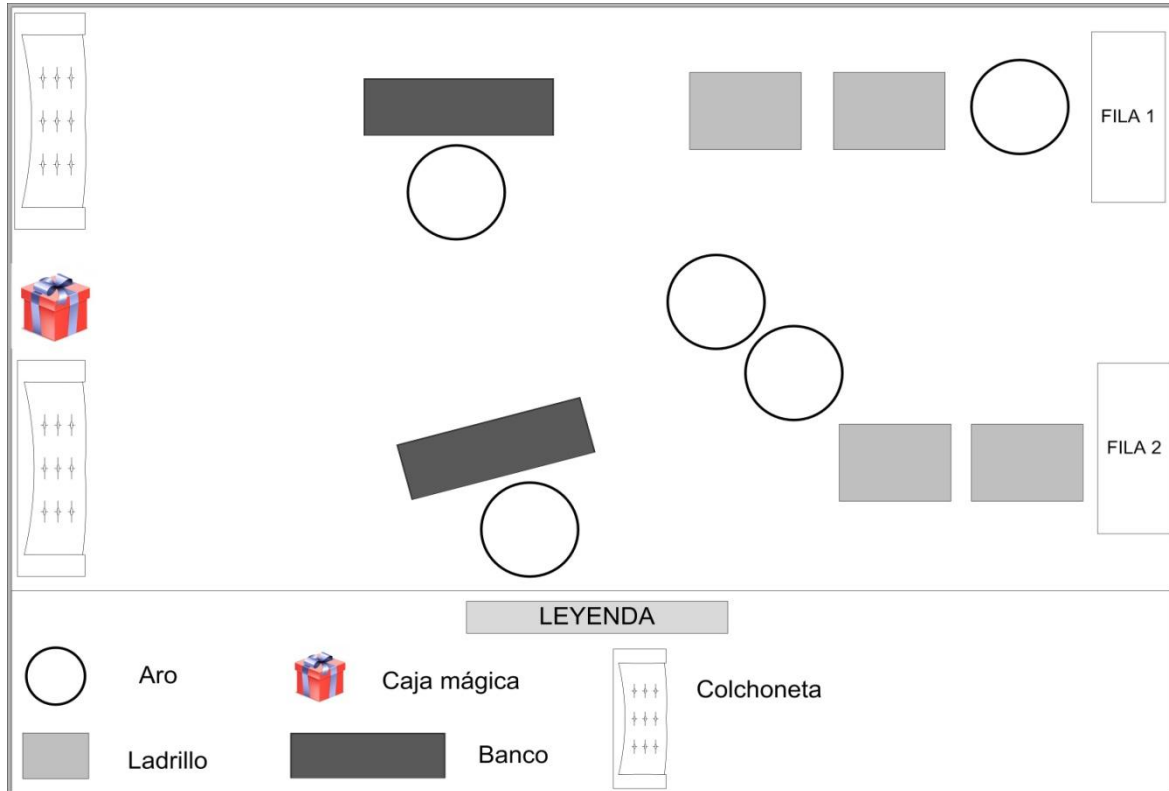 FILA 1
FILA 2
LEYENDA
Aro
Caja mágica
Colchoneta
Ladrillo
Banco